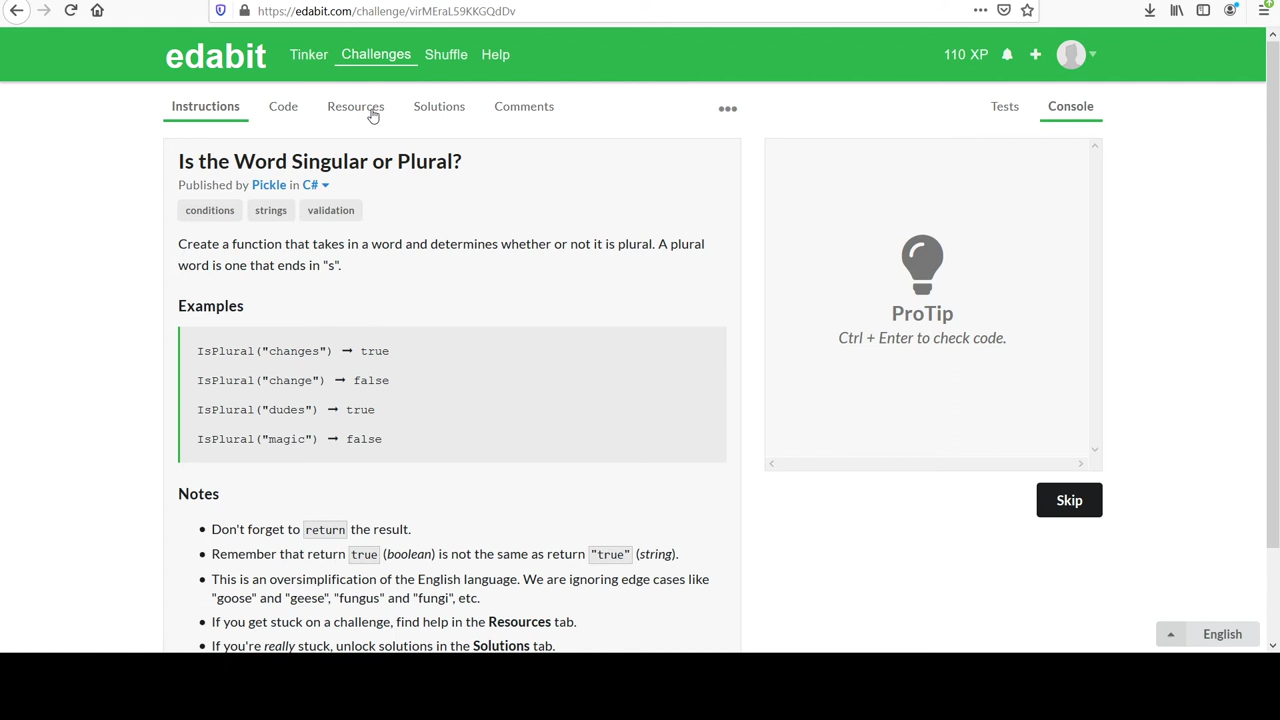 https://edabit.com/challenge/virMEraL59KKGQdDv
edabit Tinker Challenges Shuffle Help 110 XP
Instructions Code Resources Solutions Comments Tests Console
Is the Word Singular or Plural?
Published by Pickle in C#
conditions strings validation
Create a function that takes in a word and determines whether or not it is plural. A plural
word is one that ends in "s".
Examples
IsPlural("changes") ➞ true
IsPlural("change") ➞ false
IsPlural("dudes") ➞ true
IsPlural("magic") ➞ false
Notes
• Don't forget to return the result.
• Remember that return true (boolean) is not the same as return "true" (string).
• This is an oversimplification of the English language. We are ignoring edge cases like
"goose" and "geese", "fungus" and "fungi", etc.
• If you get stuck on a challenge, find help in the Resources tab.
• If you're really stuck, unlock solutions in the Solutions tab.
ProTip
Ctrl + Enter to check code.
Skip
English